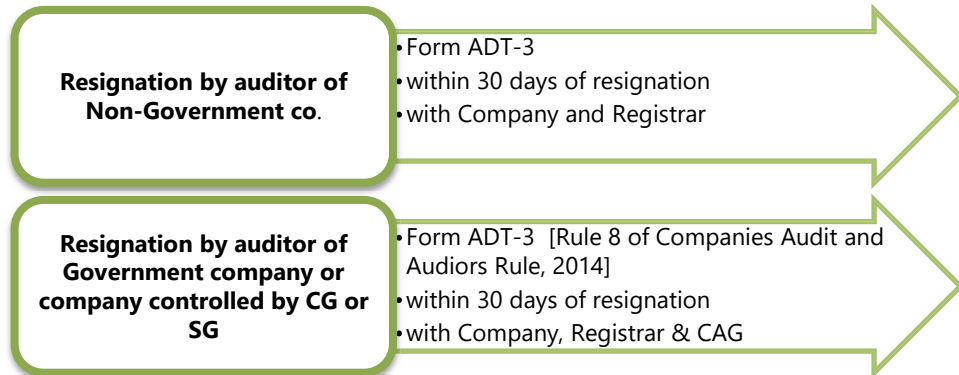 Resignation by auditor of
Non-Government co.
•Form ADT-3
•within 30 days of resignation
•with Company and Registrar
Resignation by auditor of
Government company or
company controlled by CG or
SG
•Form ADT-3 [Rule 8 of Companies Audit and
Audiors Rule, 2014]
•within 30 days of resignation
•with Company, Registrar & CAG